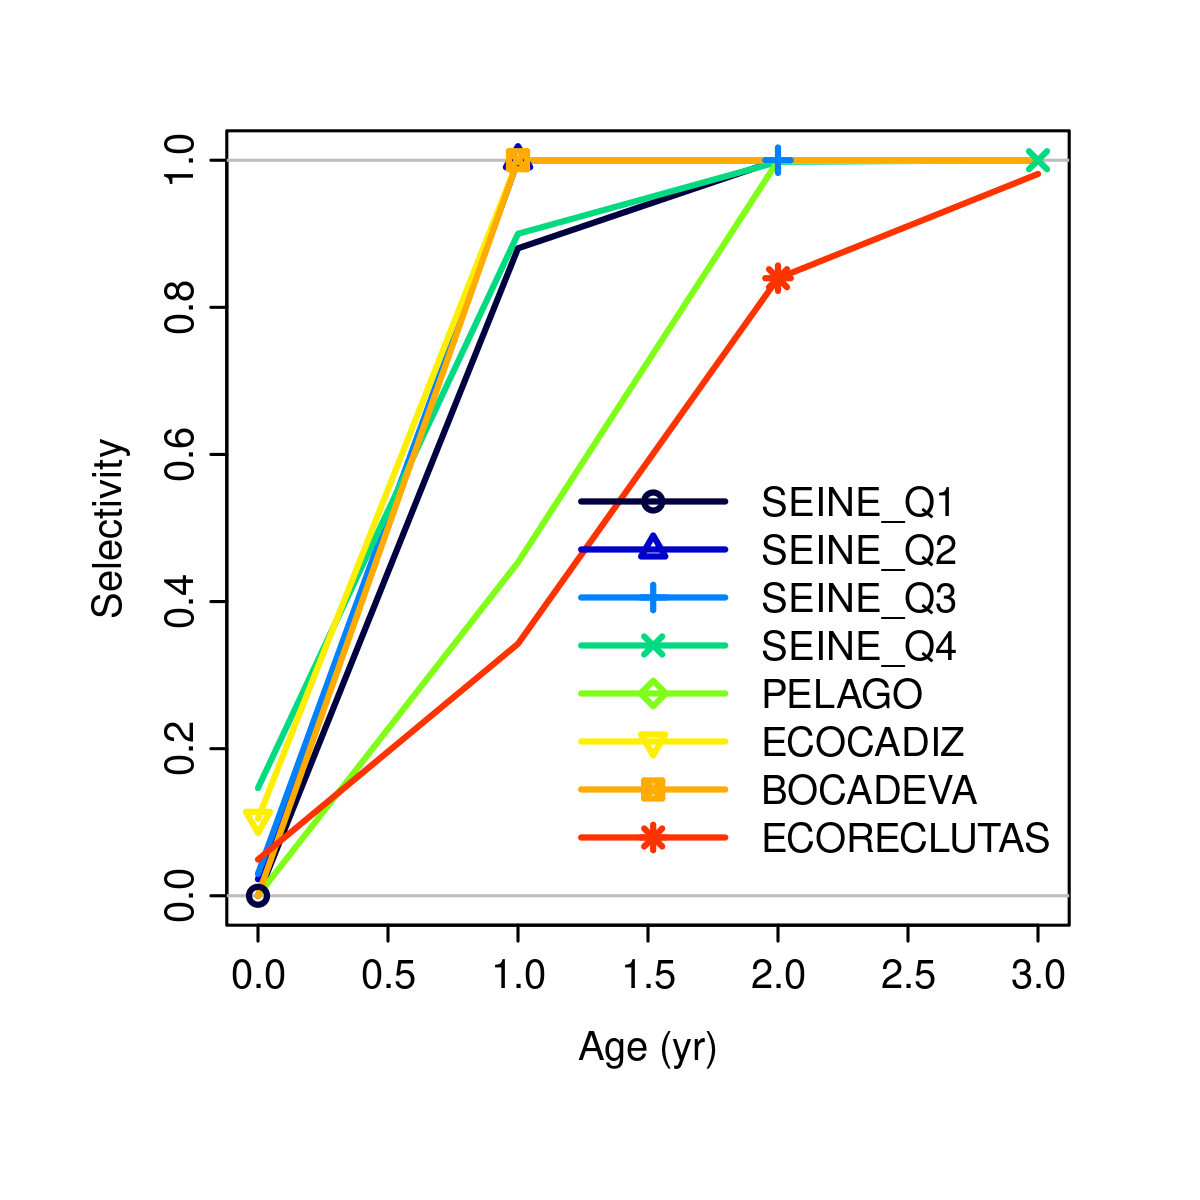 1.0
0.8
0.6
0.4
0.2
0.0
Selectivity
SEINE_Q1
SEINE_Q2
SEINE_Q3
SEINE_Q4
PELAGO
ECOCADIZ
BOCADEVA
ECORECLUTAS
0.0 0.5 1.0 1.5 2.0 2.5 3.0
Age (yr)